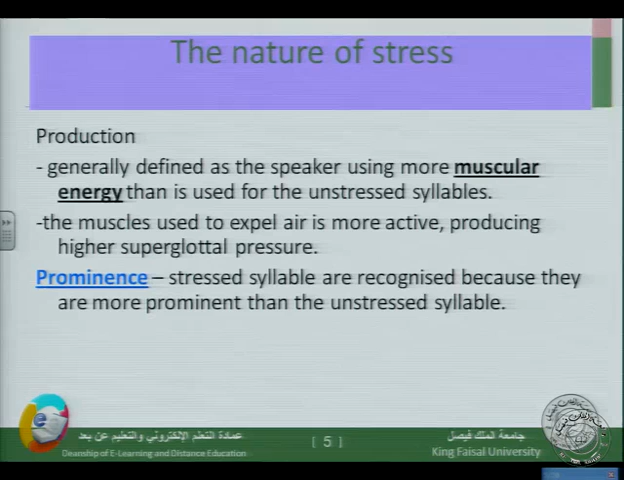 The nature of stress
Production
- generally defined as the speaker using more muscular
energy than is used for the unstressed syllables.
-the muscles used to expel air is more active, producing
higher superglottal pressure.
Prominence – stressed syllable are recognised because they
are more prominent than the unstressed syllable.
عمادة التعلم الإلكتروني والتعليم عن بعد
Deanship of E-Learning and Distance Education
[ 5 ]
جامعة الملك فيصل
King Faisal University